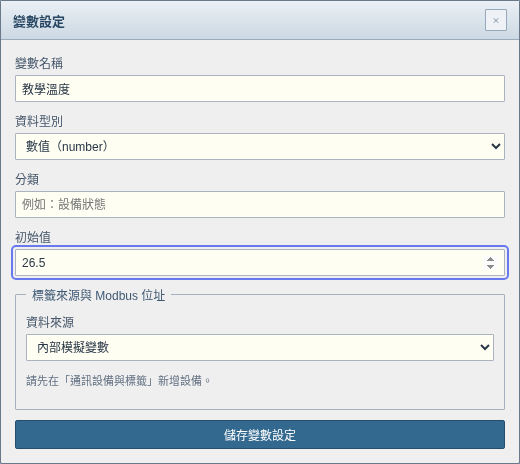 變數設定
×
變數名稱
教學溫度
資料型別
數值（number）
分類
例如：設備狀態
初始值
26.5
標籤來源與 Modbus 位址
資料來源
內部模擬變數
請先在「通訊設備與標籤」新增設備。
儲存變數設定